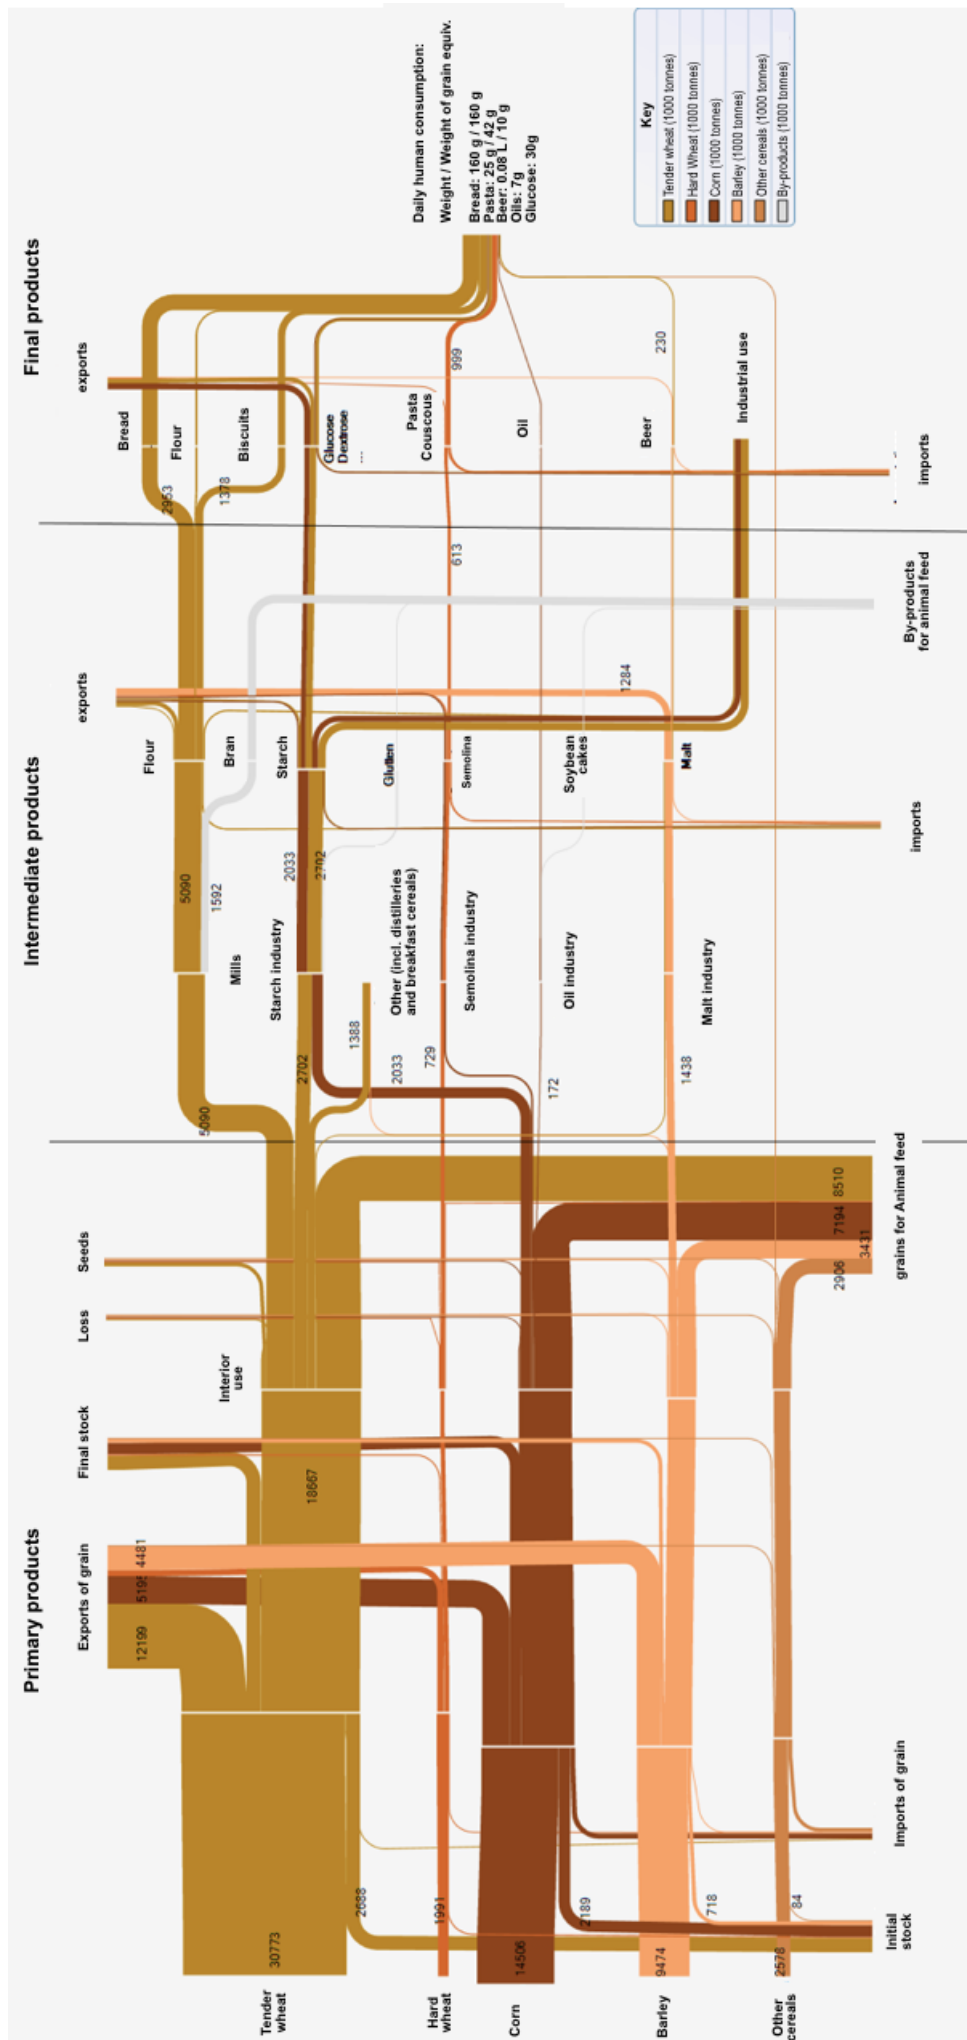 Primary products
Intermediate products
Final products
Exports of grain
Final stock
Loss
Seeds
exports
exports
12199
5195
4481
Interior
use
Tender
wheat
30773
2688
18667
Hard
wheat
1991
Corn
14506
2189
Barley
9474
718
Other
cereals
2578
84
Initial
stock
Imports of grain
grains for Animal feed
8510
7194
3431
2906
5090
2702
1388
2033
729
172
1438
Mills
Starch industry
Other (incl. distilleries
and breakfast cereals)
Semolina industry
Oil industry
Malt industry
5090
1592
2033
2702
Flour
Bran
Starch
Gluten
Semolina
Soybean
cakes
Malt
1284
613
imports
By-products
for animal feed
2953
1378
Bread
Flour
Biscuits
Glucose
Dextrose
...
Pasta
Couscous
Oil
Beer
Industrial use
999
230
imports
Daily human consumption:
Weight / Weight of grain equiv.
Bread: 160 g / 160 g
Pasta: 25 g / 42 g
Beer: 0.08 L / 10 g
Oils: 7g
Glucose: 30g
Key
Tender wheat (1000 tonnes)
Hard Wheat (1000 tonnes)
Corn (1000 tonnes)
Barley (1000 tonnes)
Other cereals (1000 tonnes)
By-products (1000 tonnes)